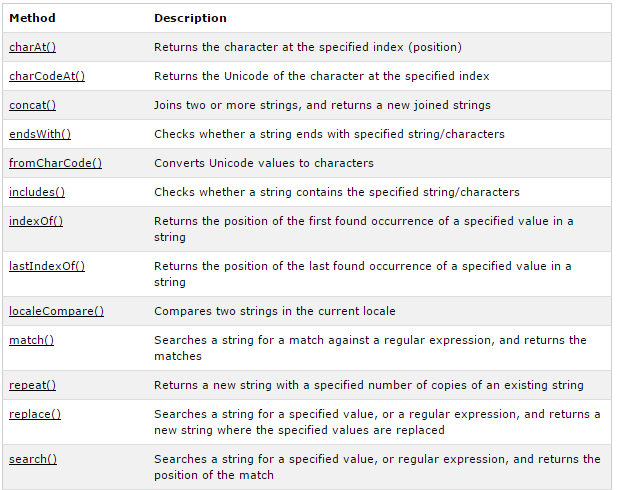 Method Description
charAt() Returns the character at the specified index (position)
charCodeAt() Returns the Unicode of the character at the specified index
concat() Joins two or more strings, and returns a new joined strings
endsWith() Checks whether a string ends with specified string/characters
fromCharCode() Converts Unicode values to characters
includes() Checks whether a string contains the specified string/characters
indexOf() Returns the position of the first found occurrence of a specified value in a
string
lastIndexOf() Returns the position of the last found occurrence of a specified value in a
string
localeCompare() Compares two strings in the current locale
match() Searches a string for a match against a regular expression, and returns the
matches
repeat() Returns a new string with a specified number of copies of an existing string
replace() Searches a string for a specified value, or a regular expression, and returns a
new string where the specified values are replaced
search() Searches a string for a specified value, or regular expression, and returns the
position of the match